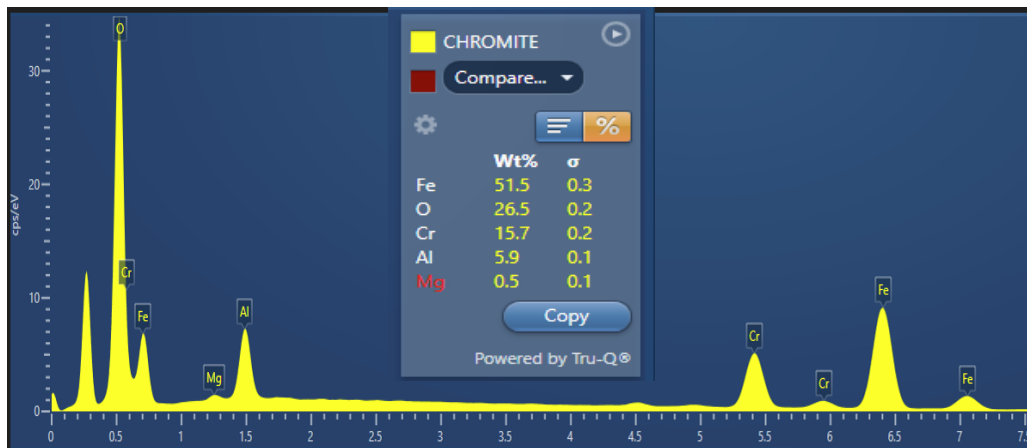 CHROMITE
Compare...
%
Wt% σ
Fe 51.5 0.3
O 26.5 0.2
Cr 15.7 0.2
Al 5.9 0.1
Mg 0.5 0.1
Copy
Powered by Tru-Q®
cps/eV
30
20
10
0
O
Cr
Fe
Mg
Al
Cr
Cr
Fe
Fe
0 0.5 1 1.5 2 2.5 3 3.5 4 4.5 5 5.5 6 6.5 7 7.5